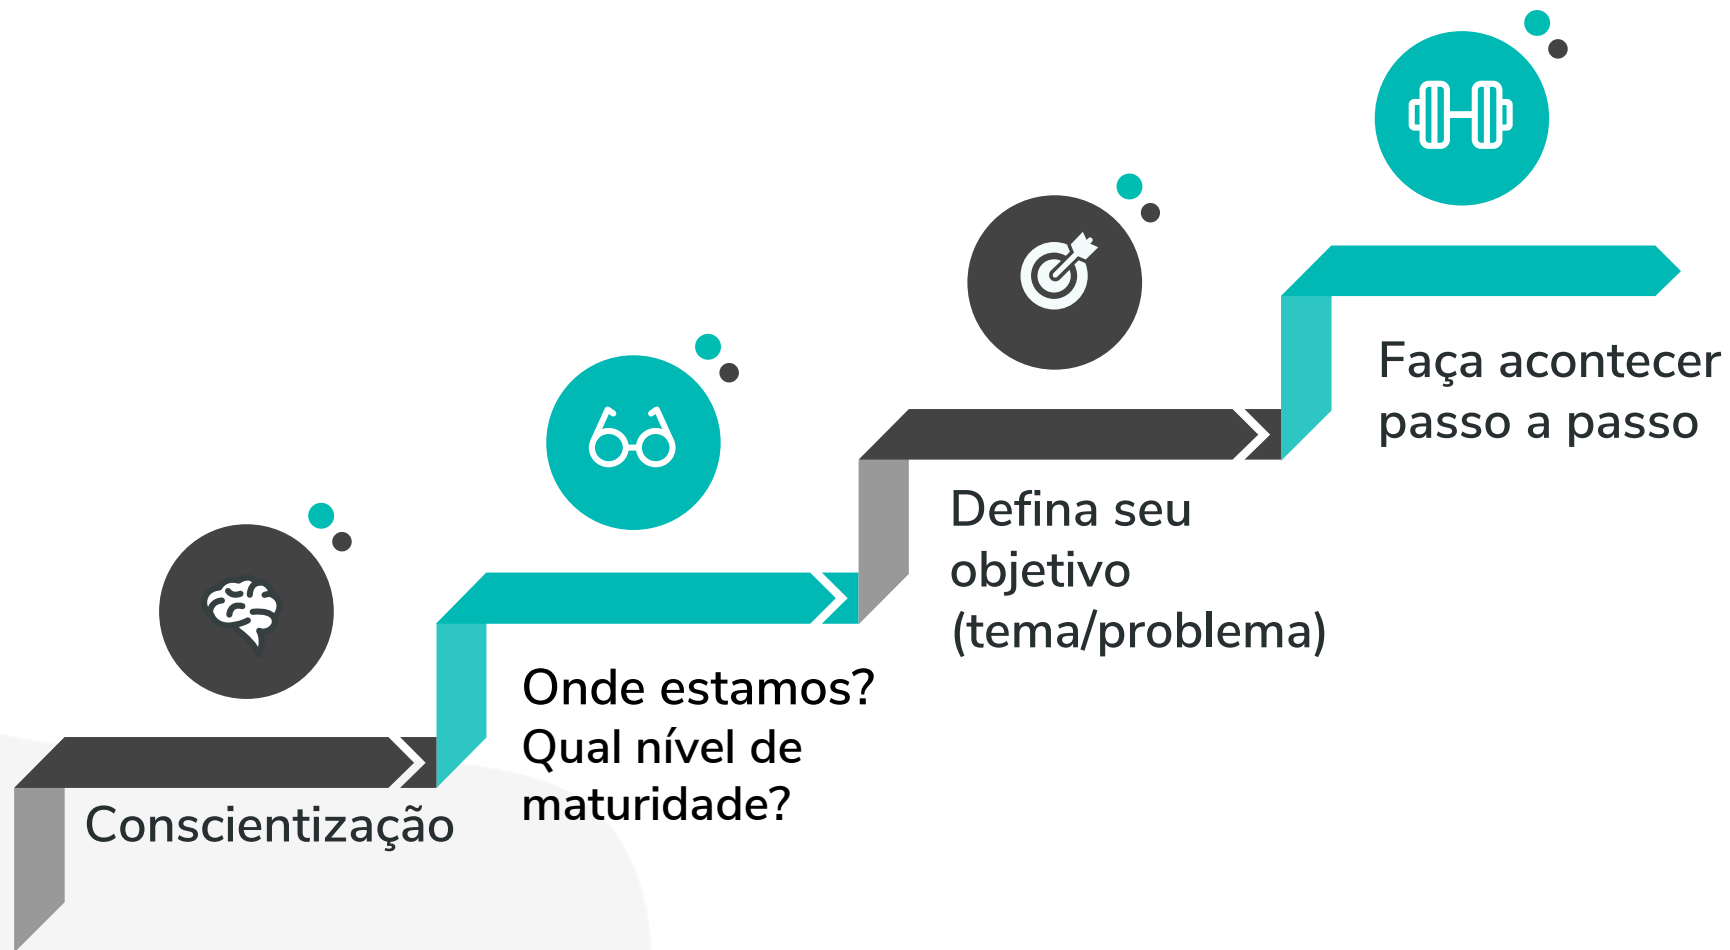 Conscientização
Onde estamos?
Qual nível de
maturidade?
Defina seu
objetivo
(tema/problema)
Faça acontecer
passo a passo